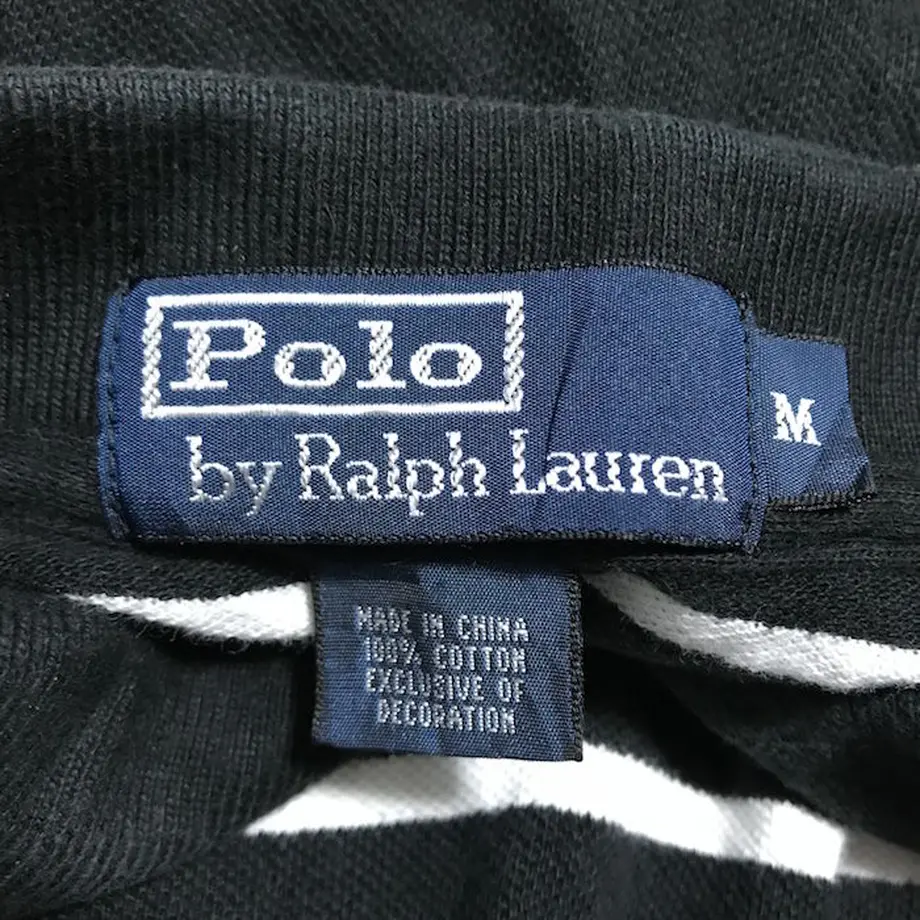 Polo
by Ralph Lauren
M
MADE IN CHINA
100% COTTON
EXCLUSIVE OF
DECORATION